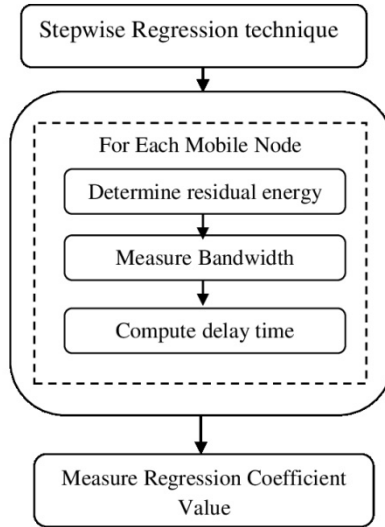 Stepwise Regression technique
For Each Mobile Node
Determine residual energy
Measure Bandwidth
Compute delay time
Measure Regression Coefficient
Value